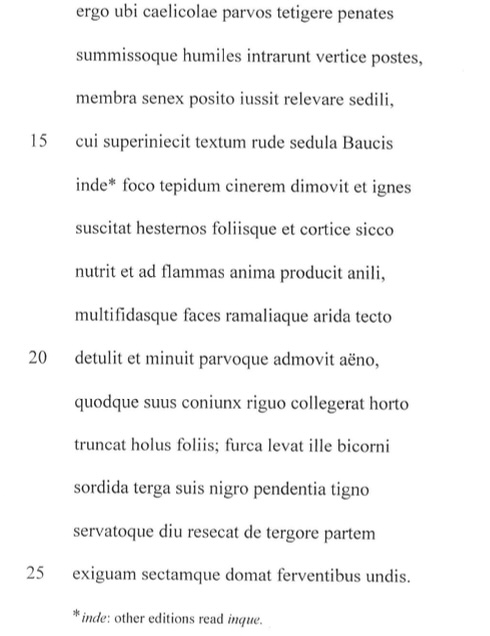 ergo ubi caelicolae parvos tetigere penates
summissoque humiles intrarunt vertice postes,
membra senex posito iussit relevare sedili,
15 cui superiniecit textum rude sedula Baucis
inde* foco tepidum cinerem dimovit et ignes
suscitat hesternos foliisque et cortice sicco
nutrit et ad flammas anima producit anili,
multifidasque faces ramaliaque arida tecto
20 detulit et minuit parvoque admovit aëno,
quodque suus coniunx riguo collegerat horto
truncat holus foliis; furca levat ille bicorni
sordida terga suis nigro pendentia tigno
servatoque diu resecat de tergore partem
25 exiguam sectamque domat ferventibus undis.
*inde: other editions read inque.